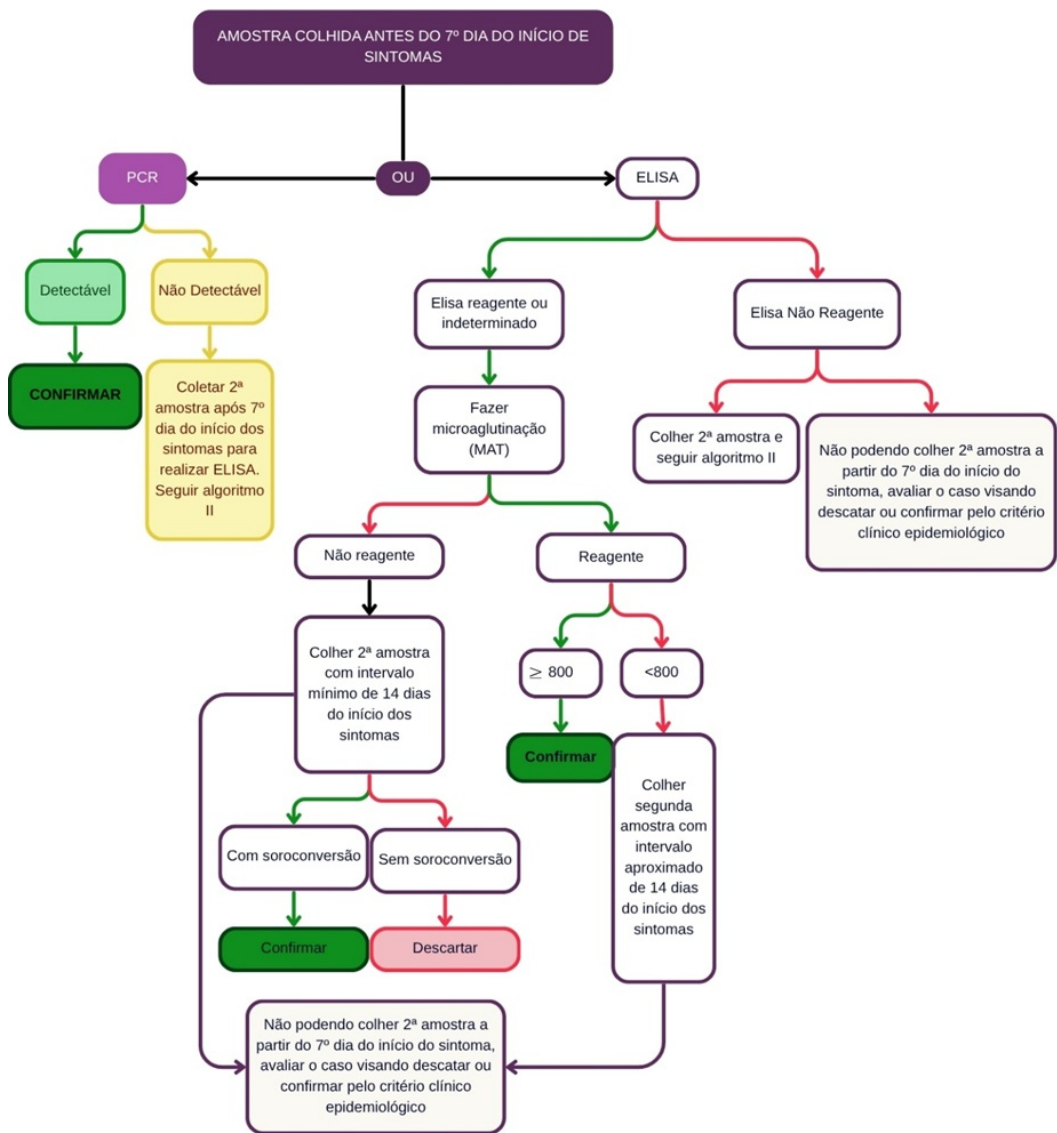 AMOSTRA COLHIDA ANTES DO 7º DIA DO INÍCIO DE
SINTOMAS
PCR
OU
ELISA
Detectável
Não Detectável
Elisa reagente ou
indeterminado
Elisa Não Reagente
CONFIRMAR
Coletar 2ª
amostra após 7º
dia do início dos
sintomas para
realizar ELISA.
Seguir algoritmo
II
Fazer
microaglutinação
(MAT)
Colher 2ª amostra e
seguir algoritmo II
Não podendo colher 2ª amostra a
partir do 7º dia do início do
sintoma, avaliar o caso visando
descatar ou confirmar pelo critério
clínico epidemiológico
Não reagente
Reagente
Colher 2ª amostra
com intervalo
mínimo de 14 dias
do início dos
sintomas
≥ 800
<800
Confirmar
Colher
segunda
amostra com
intervalo
aproximado
de 14 dias
do início dos
sintomas
Com soroconversão
Sem soroconversão
Confirmar
Descartar
Não podendo colher 2ª amostra a
partir do 7º dia do início do sintoma,
avaliar o caso visando descatar ou
confirmar pelo critério clínico
epidemiológico